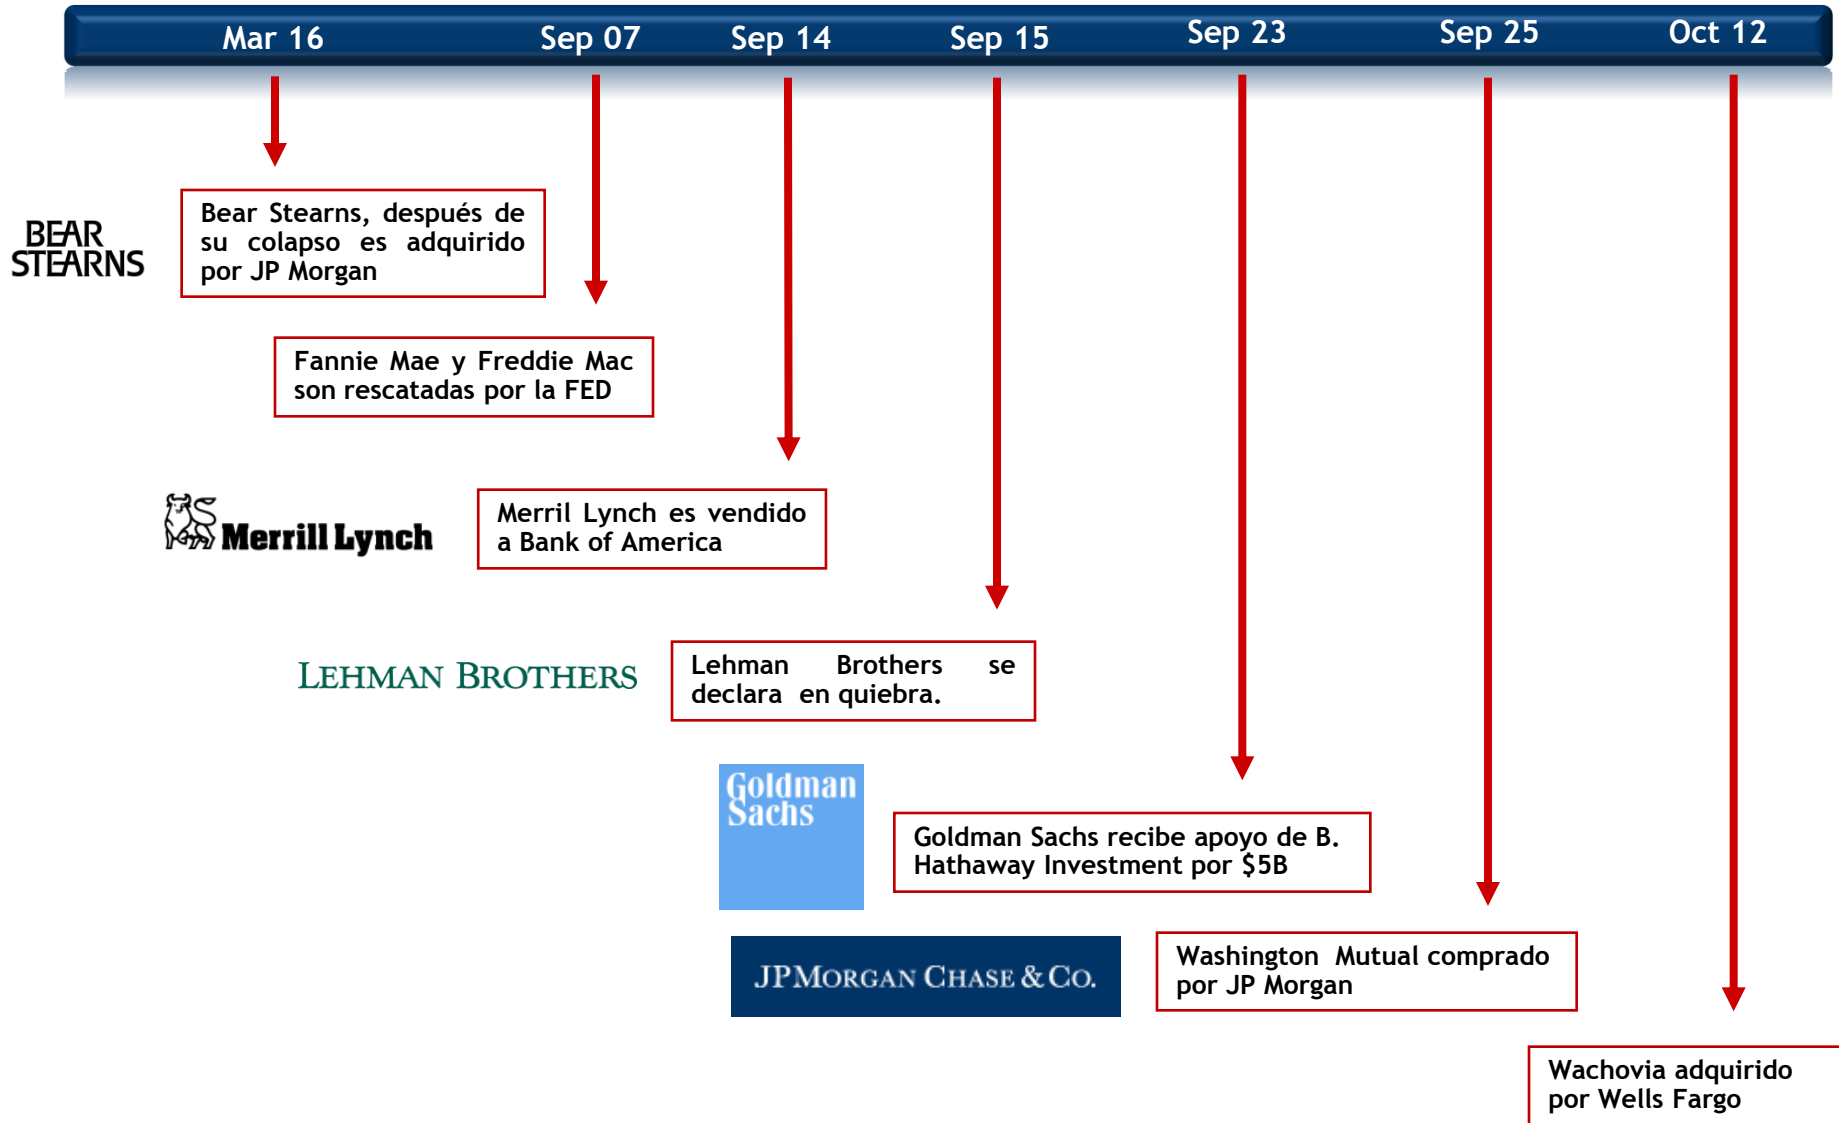 Mar 16
Sep 07
Sep 14
Sep 15
Sep 23
Sep 25
Oct 12
BEAR
STEARNS
Bear Stearns, después de
su colapso es adquirido
por JP Morgan
Fannie Mae y Freddie Mac
son rescatadas por la FED
Merrill Lynch
Merril Lynch es vendido
a Bank of America
LEHMAN BROTHERS
Lehman Brothers se
declara en quiebra.
Goldman
Sachs
Goldman Sachs recibe apoyo de B.
Hathaway Investment por $5B
JPMORGAN CHASE & CO.
Washington Mutual comprado
por JP Morgan
Wachovia adquirido
por Wells Fargo